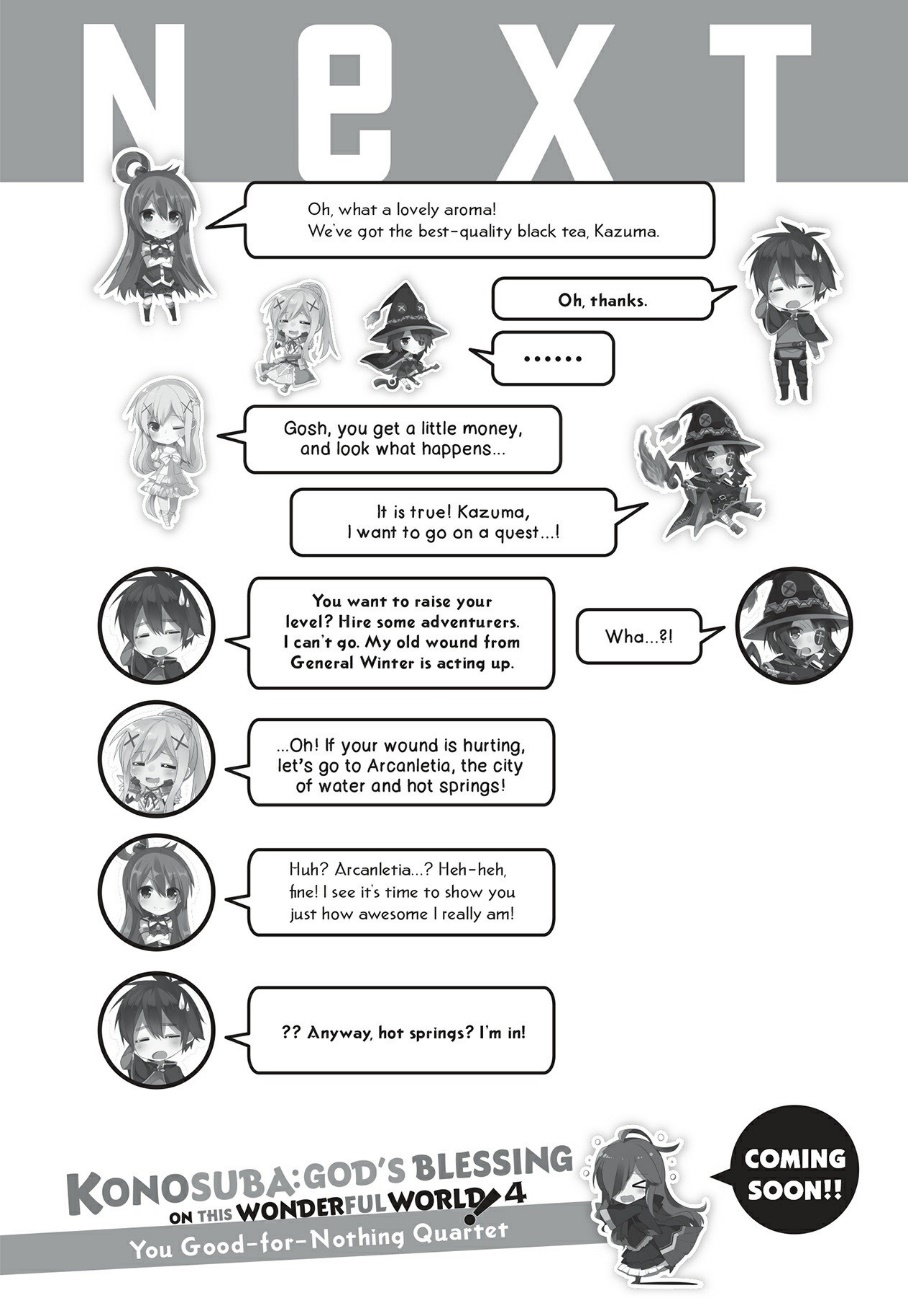 NeXT
Oh, what a lovely aroma!
We've got the best-quality black tea, Kazuma.
Oh, thanks.
••••••
Gosh, you get a little money,
and look what happens...
It is true! Kazuma,
I want to go on a quest...!
You want to raise your
level? Hire some adventurers.
I can't go. My old wound from
General Winter is acting up.
Wha...?!
...Oh! If your wound is hurting,
let's go to Arcanletia, the city
of water and hot springs!
Huh? Arcanletia...? Heh-heh,
fine! I see it's time to show you
just how awesome I really am!
?? Anyway, hot springs? I'm in!
KONOSUBA: GOD'S BLESSING
ON THIS WONDERFUL WORLD! 4
You Good-for-Nothing Quartet
COMING
SOON!!